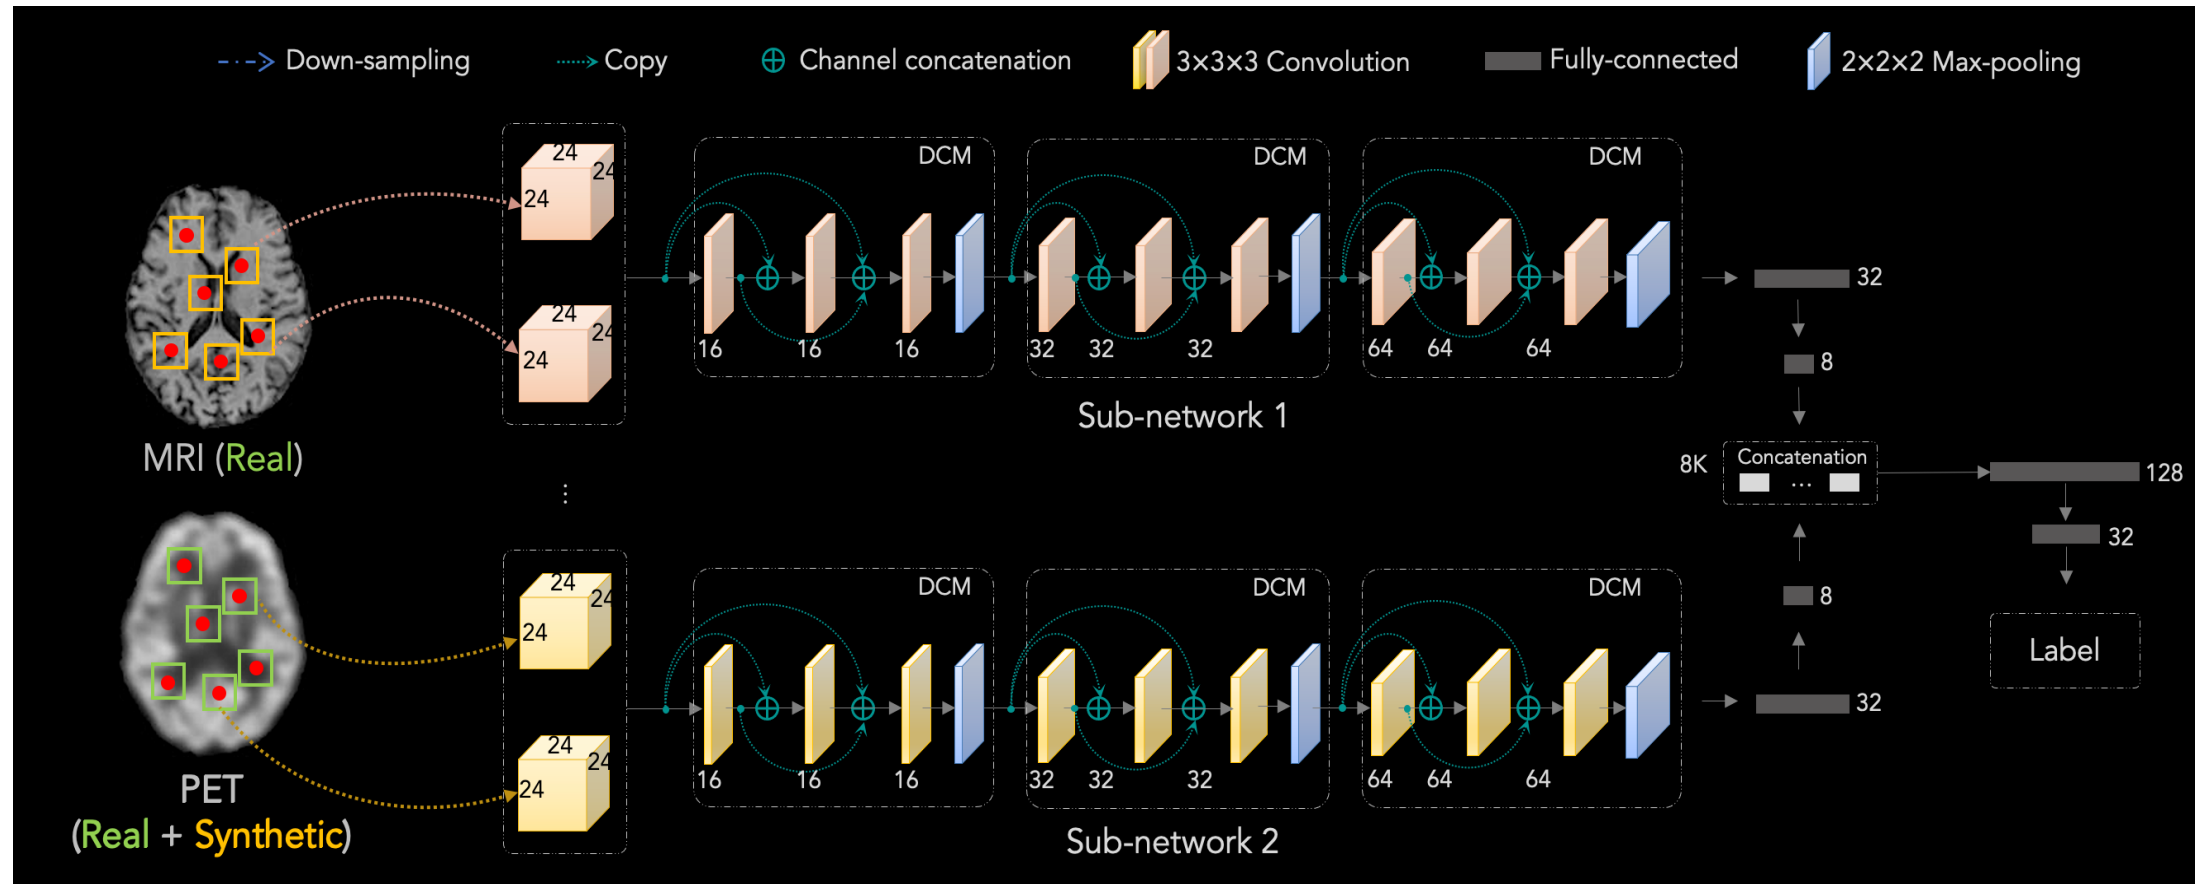 Down-sampling
Copy
Channel concatenation
3×3×3 Convolution
Fully-connected
2×2×2 Max-pooling
24
24
24
24
24
24
MRI (Real)
DCM
16
16
16
DCM
32
32
32
DCM
64
64
64
Sub-network 1
32
8
8K
Concatenation
...
128
32
Label
⋮
24
24
24
24
24
24
PET
(Real + Synthetic)
DCM
16
16
16
DCM
32
32
32
DCM
64
64
64
Sub-network 2
8
32